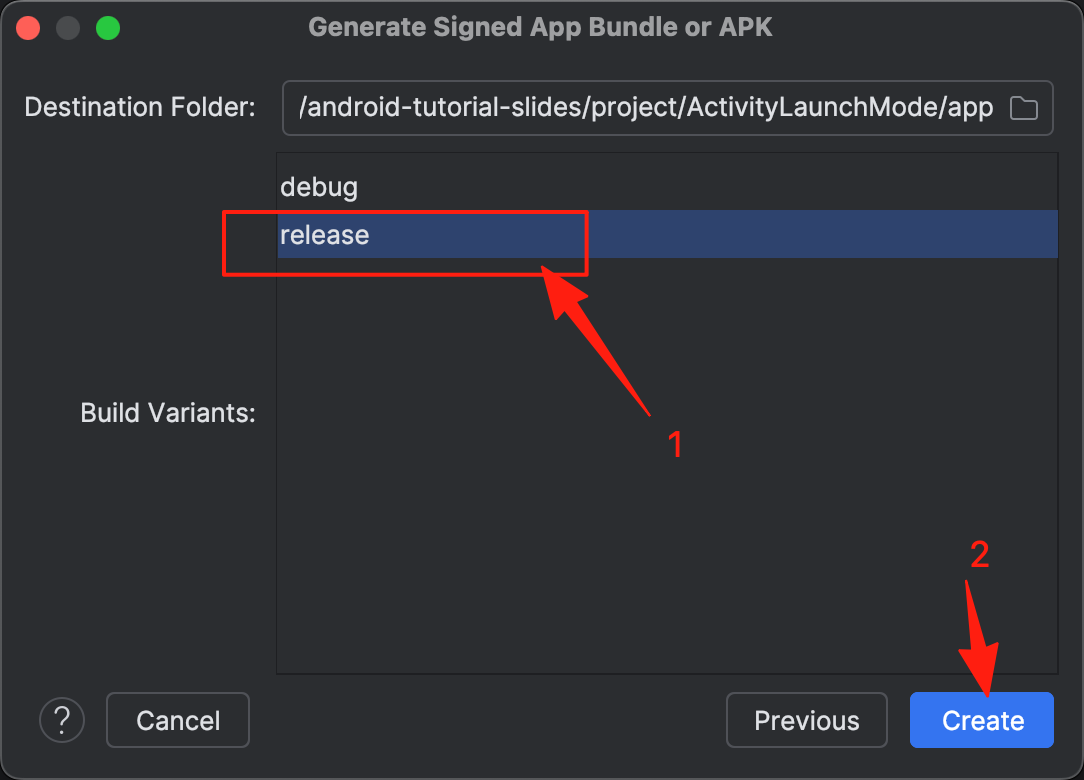 Generate Signed App Bundle or APK
Destination Folder: /android-tutorial-slides/project/ActivityLaunchMode/app
debug
release
Build Variants:
1
2
? Cancel Previous Create